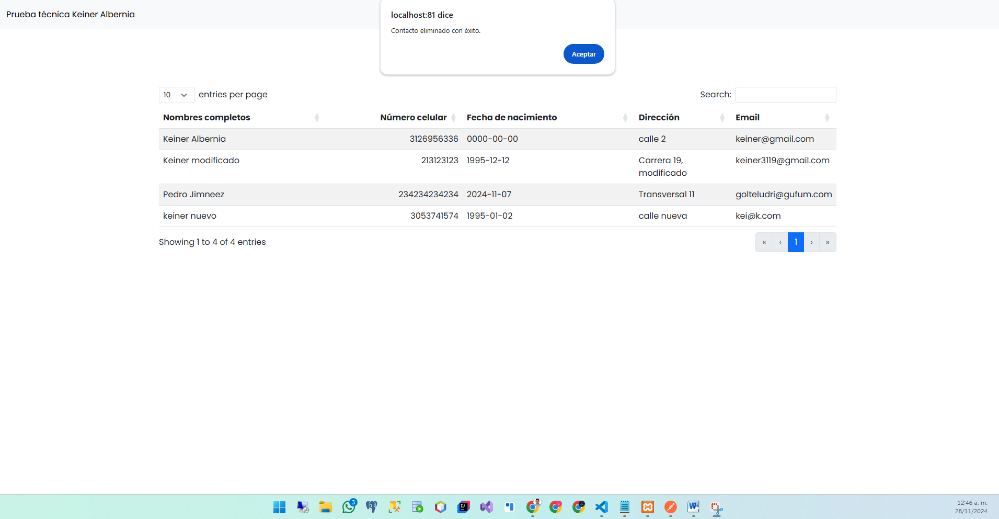 Prueba técnica Keiner Albernia
localhost:81 dice
Contacto eliminado con éxito.
Aceptar
10 entries per page
Search:
Nombres completos Número celular Fecha de nacimiento Dirección Email
Keiner Albernia 3126956336 0000-00-00 calle 2 keiner@gmail.com
Keiner modificado 213123123 1995-12-12 Carrera 19, modificado keiner3119@gmail.com
Pedro Jimneez 234234234234 2024-11-07 Transversal 11 golteludri@gufum.com
keiner nuevo 3053741574 1995-01-02 calle nueva kei@k.com
Showing 1 to 4 of 4 entries
« ‹ 1 › »
3
IJ
L
W
12:46 a. m.
28/11/2024